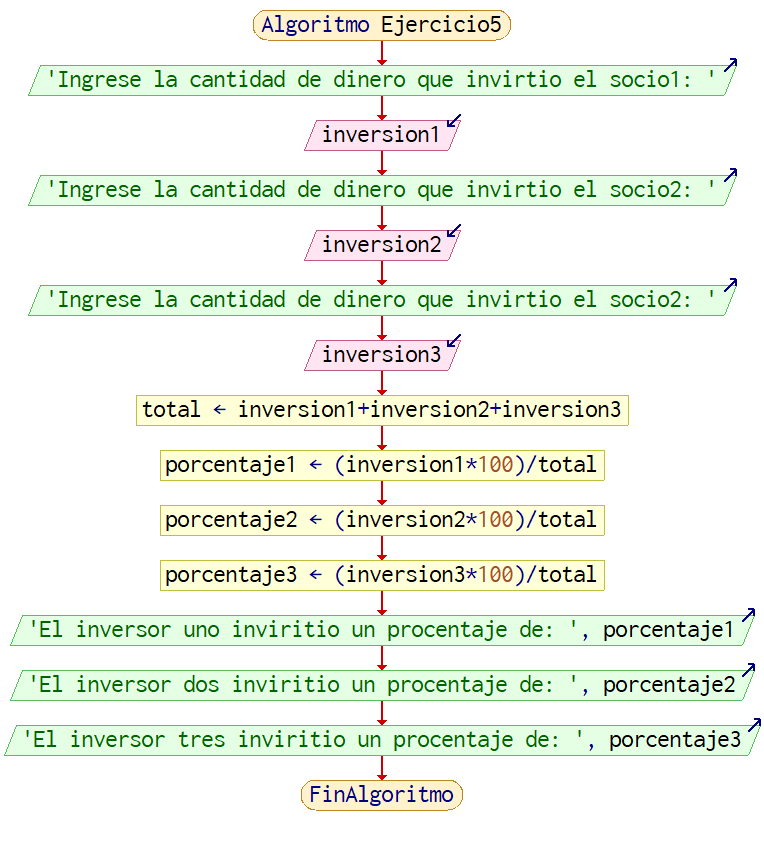 Algoritmo Ejercicio5
'Ingrese la cantidad de dinero que invirtio el socio1: '
inversion1
'Ingrese la cantidad de dinero que invirtio el socio2: '
inversion2
'Ingrese la cantidad de dinero que invirtio el socio2: '
inversion3
total ← inversion1+inversion2+inversion3
porcentaje1 ← (inversion1*100)/total
porcentaje2 ← (inversion2*100)/total
porcentaje3 ← (inversion3*100)/total
'El inversor uno inviritio un procentaje de: ', porcentaje1
'El inversor dos inviritio un procentaje de: ', porcentaje2
'El inversor tres inviritio un procentaje de: ', porcentaje3
FinAlgoritmo